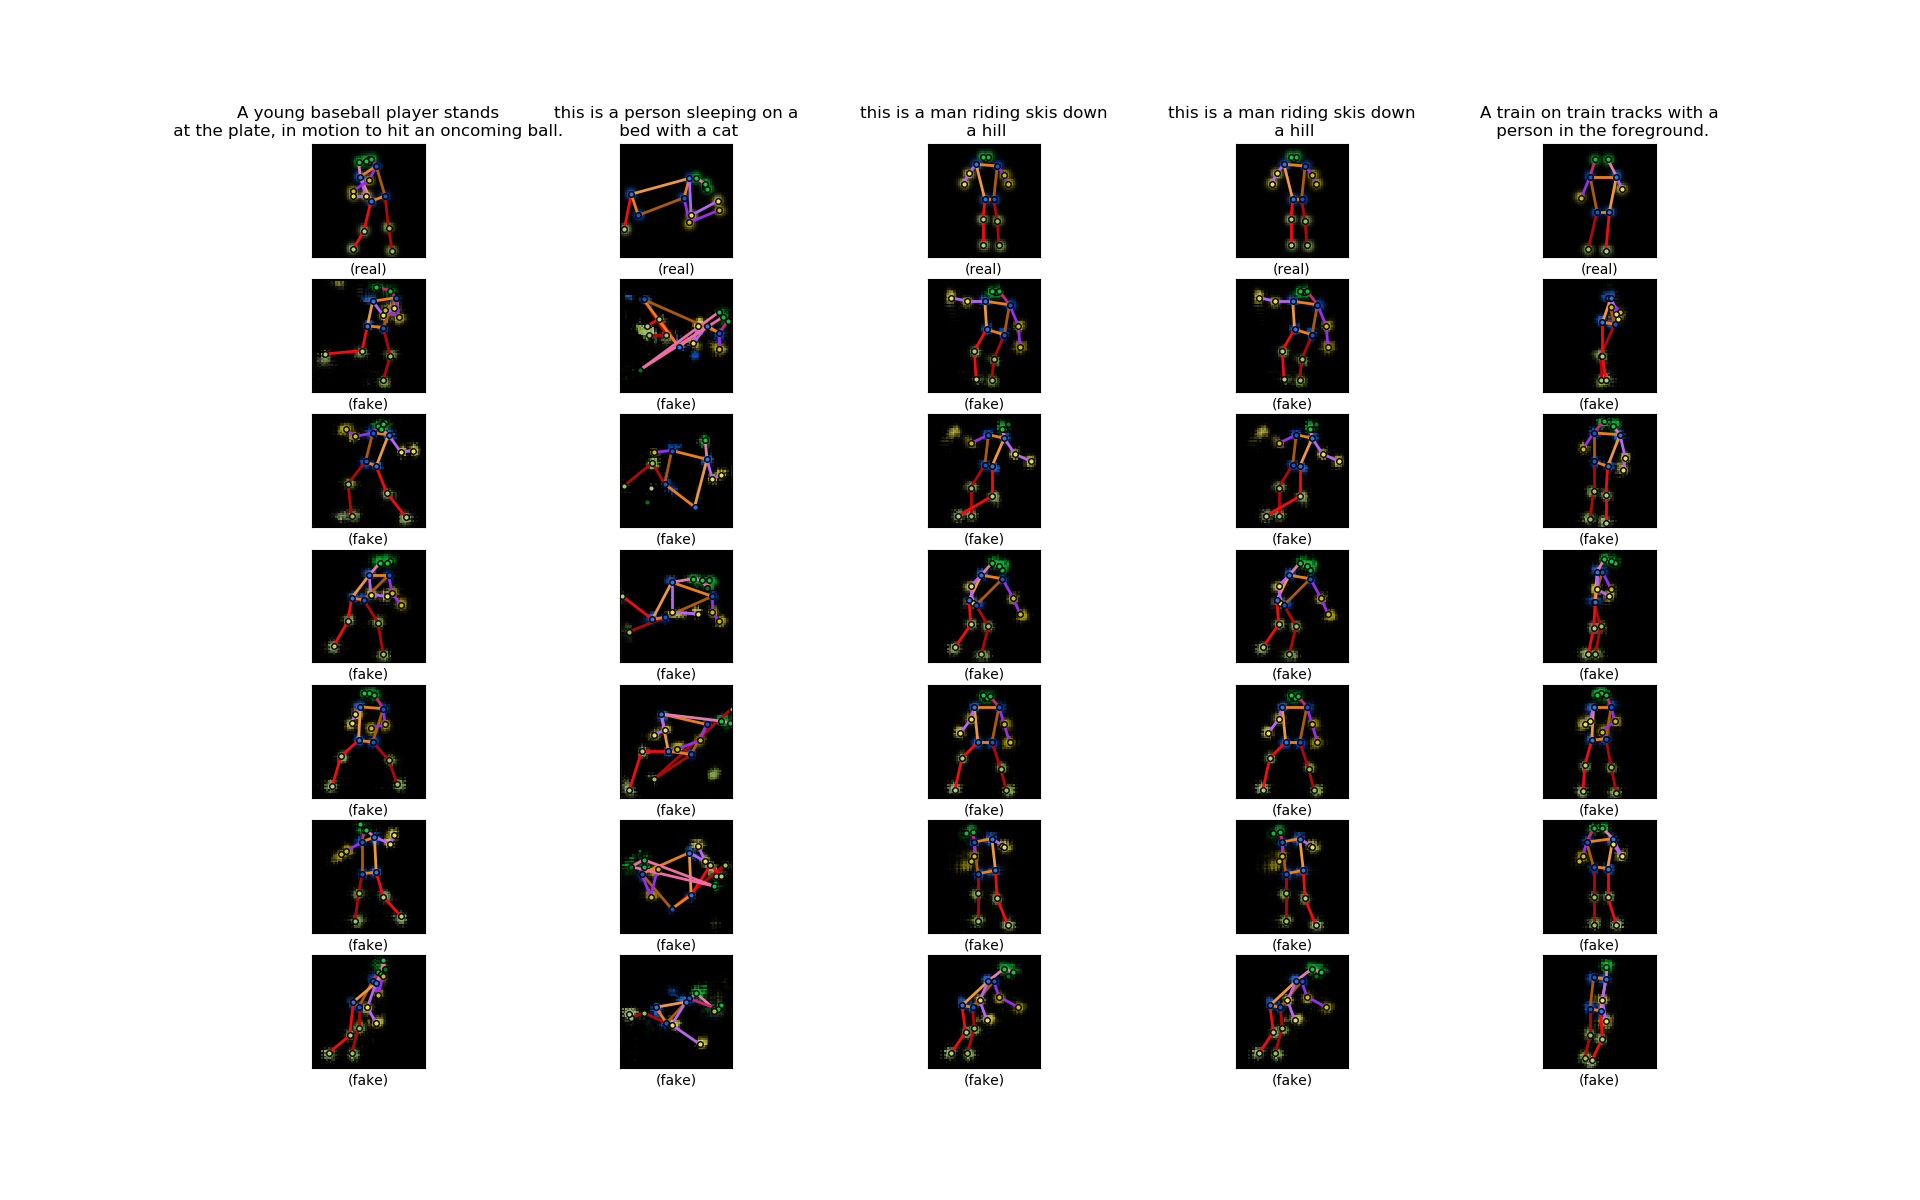 A young baseball player stands
at the plate, in motion to hit an oncoming ball.
this is a person sleeping on a
bed with a cat
this is a man riding skis down
a hill
this is a man riding skis down
a hill
A train on train tracks with a
person in the foreground.
(real) (real) (real) (real) (real)
(fake) (fake) (fake) (fake) (fake)
(fake) (fake) (fake) (fake) (fake)
(fake) (fake) (fake) (fake) (fake)
(fake) (fake) (fake) (fake) (fake)
(fake) (fake) (fake) (fake) (fake)
(fake) (fake) (fake) (fake) (fake)